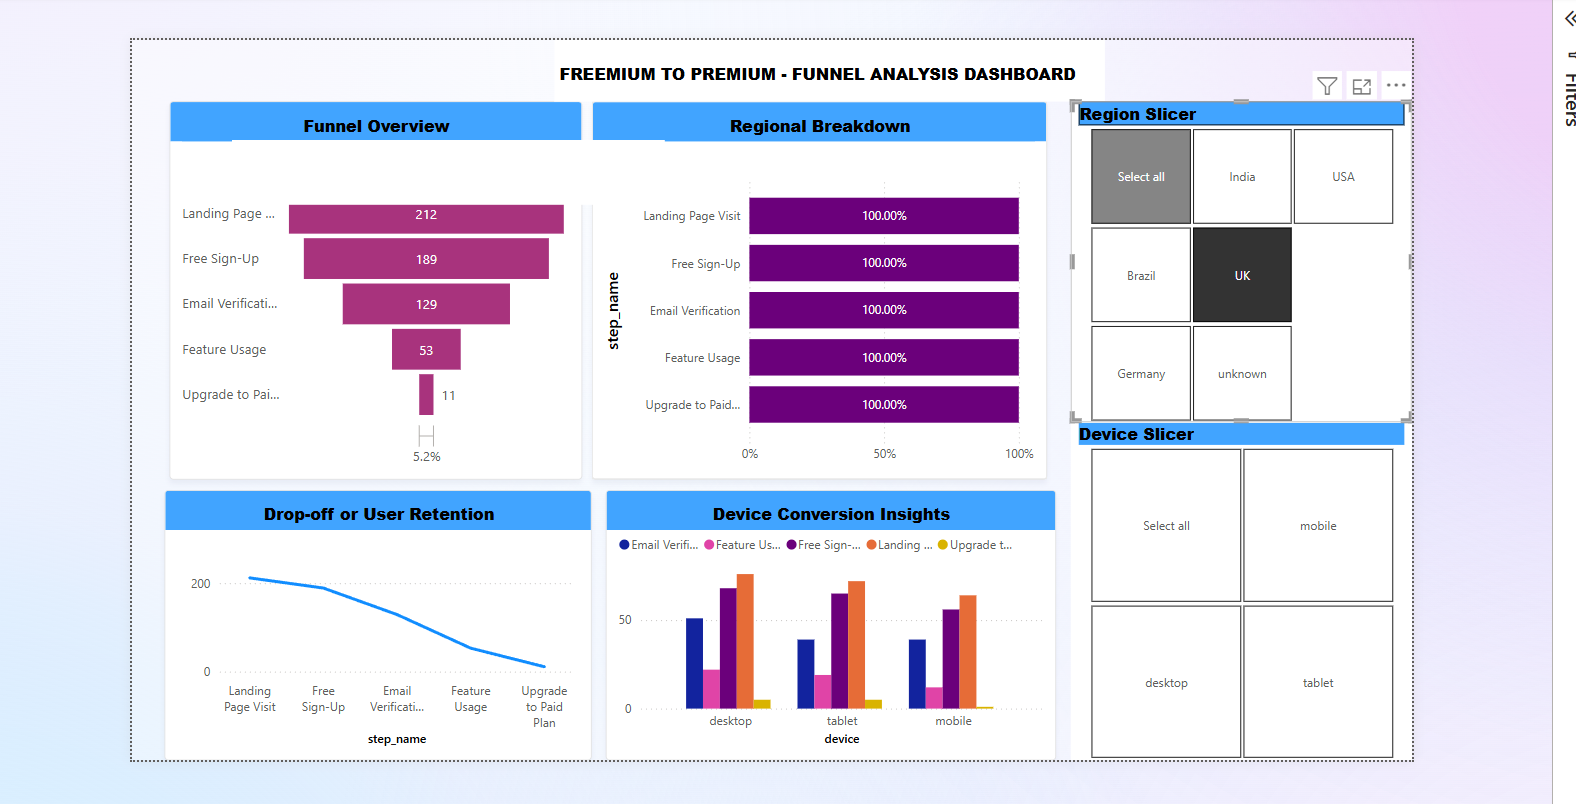 FREEMIUM TO PREMIUM - FUNNEL ANALYSIS DASHBOARD
Filters
Funnel Overview
Landing Page ...
212
Free Sign-Up
189
Email Verificati...
129
Feature Usage
53
Upgrade to Pai...
11
5.2%
Regional Breakdown
step_name
Landing Page Visit
100.00%
Free Sign-Up
100.00%
Email Verification
100.00%
Feature Usage
100.00%
Upgrade to Paid...
100.00%
0%
50%
100%
Region Slicer
Select all
India
USA
Brazil
UK
Germany
unknown
Device Slicer
Select all
mobile
desktop
tablet
Drop-off or User Retention
200
0
Landing
Page Visit
Free
Sign-Up
Email
Verificati...
Feature
Usage
Upgrade
to Paid
Plan
step_name
Device Conversion Insights
Email Verifi...
Feature Us...
Free Sign-...
Landing ...
Upgrade t...
50
0
desktop
tablet
mobile
device